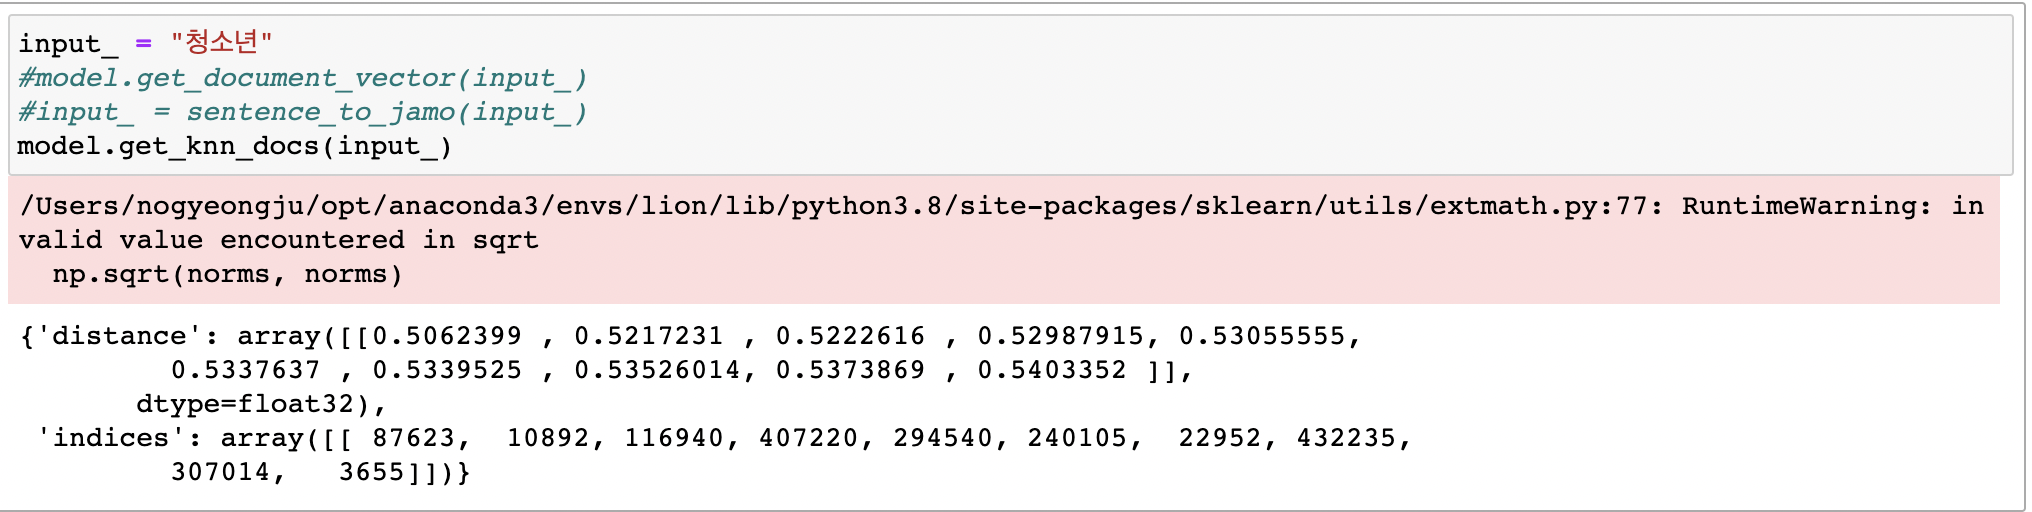 input_ = "청소년"
#model.get_document_vector(input_)
#input_ = sentence_to_jamo(input_)
model.get_knn_docs(input_)
/Users/nogyeongju/opt/anaconda3/envs/lion/lib/python3.8/site-packages/sklearn/utils/extmath.py:77: RuntimeWarning: in
valid value encountered in sqrt
  np.sqrt(norms, norms)
{'distance': array([[0.5062399 , 0.5217231 , 0.5222616 , 0.52987915, 0.53055555,
         0.5337637 , 0.5339525 , 0.53526014, 0.5373869 , 0.5403352 ]],
       dtype=float32),
 'indices': array([[ 87623,  10892, 116940, 407220, 294540, 240105,  22952, 432235,
         307014,   3655]])}